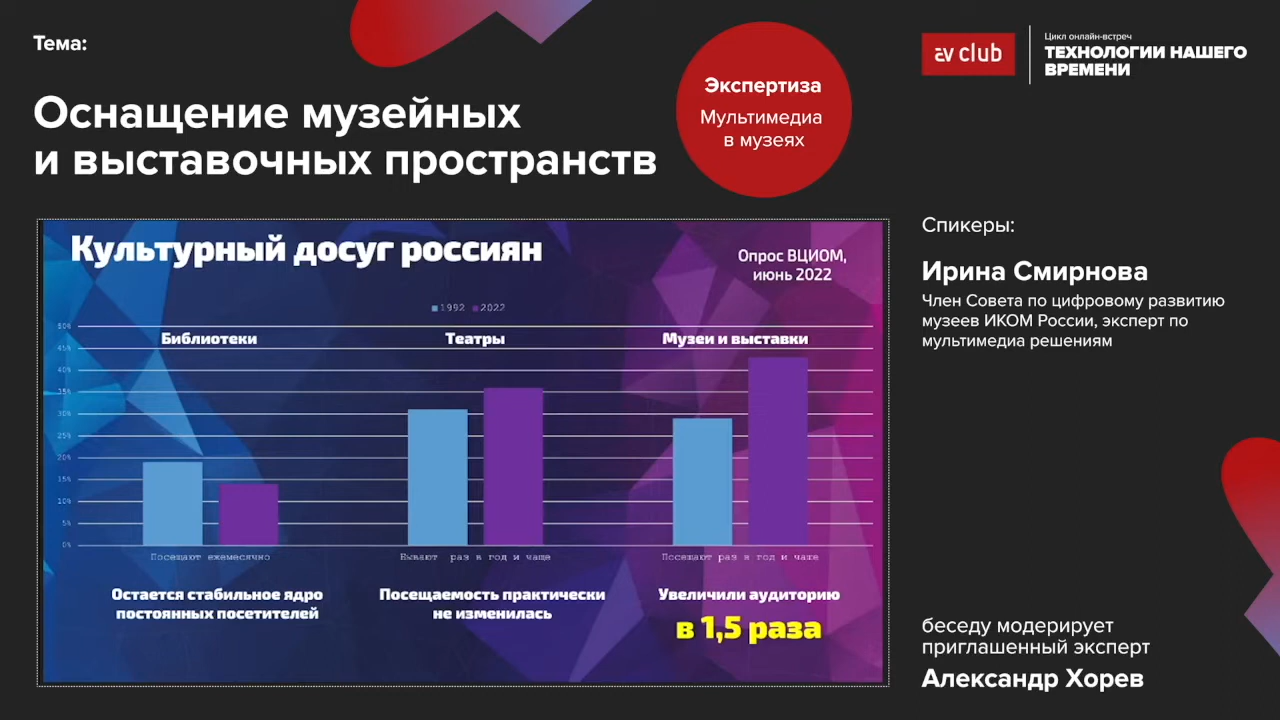 Тема:
Оснащение музейных
и выставочных пространств
Экспертиза
Мультимедиа
в музеях
av club
Цикл онлайн-встреч
ТЕХНОЛОГИИ НАШЕГО
ВРЕМЕНИ
Культурный досуг россиян
Опрос ВЦИОМ,
июнь 2022
1992 2022
Библиотеки Театры Музеи и выставки
50%
45%
40%
35%
30%
25%
20%
15%
10%
5%
0%
Посещают ежемесячно Бывают раз в год и чаще Посещают раз в год и чаще
Остается стабильное ядро
постоянных посетителей
Посещаемость практически
не изменилась
Увеличили аудиторию
в 1,5 раза
Спикеры:
Ирина Смирнова
Член Совета по цифровому развитию
музеев ИКОМ России, эксперт по
мультимедиа решениям
беседу модерирует
приглашенный эксперт
Александр Хорев